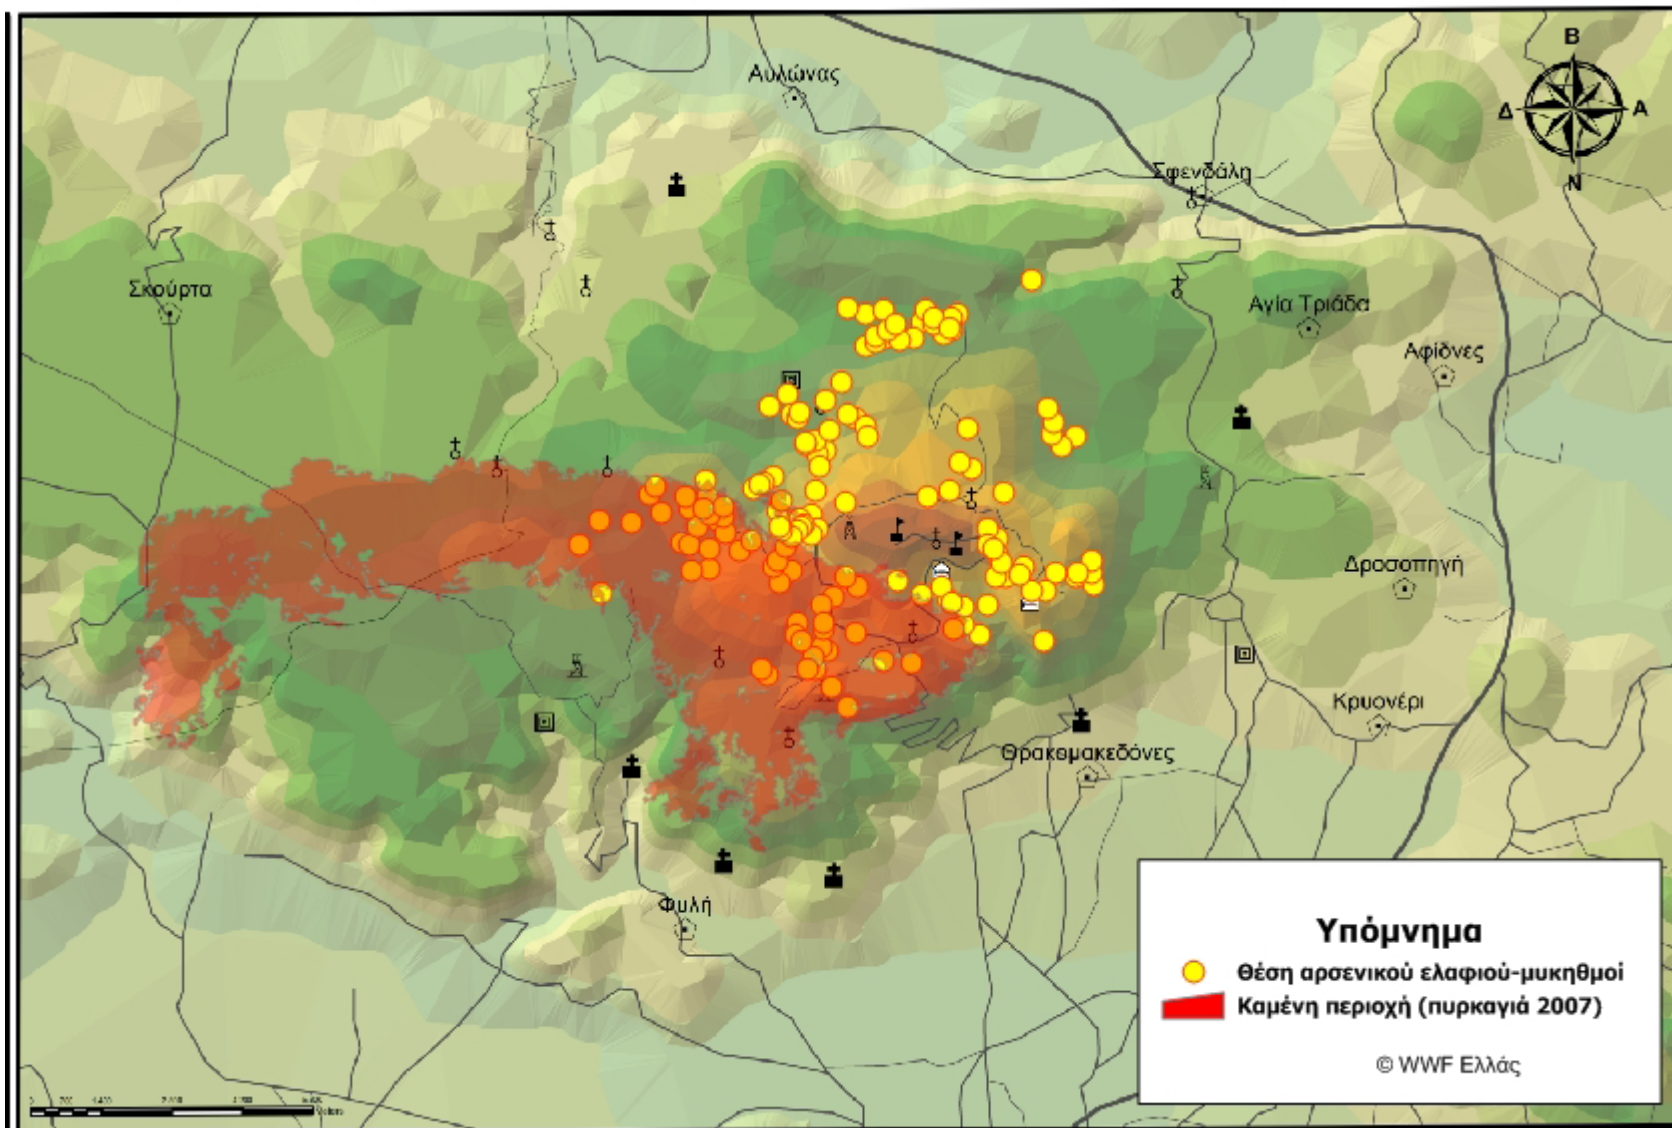 Β
Αυλώνας
Δ
Α
Σφενδάλη
Ν
Σκούρτα
Αγία Τριάδα
Αφίδνες
Δροσοπηγή
Κρυονέρι
Θρακομακεδόνες
Φυλή
Υπόμνημα
Θέση αρσενικού ελαφιού-μυκηθμοί
Καμένη περιοχή (πυρκαγιά 2007)
© WWF Ελλάς
0